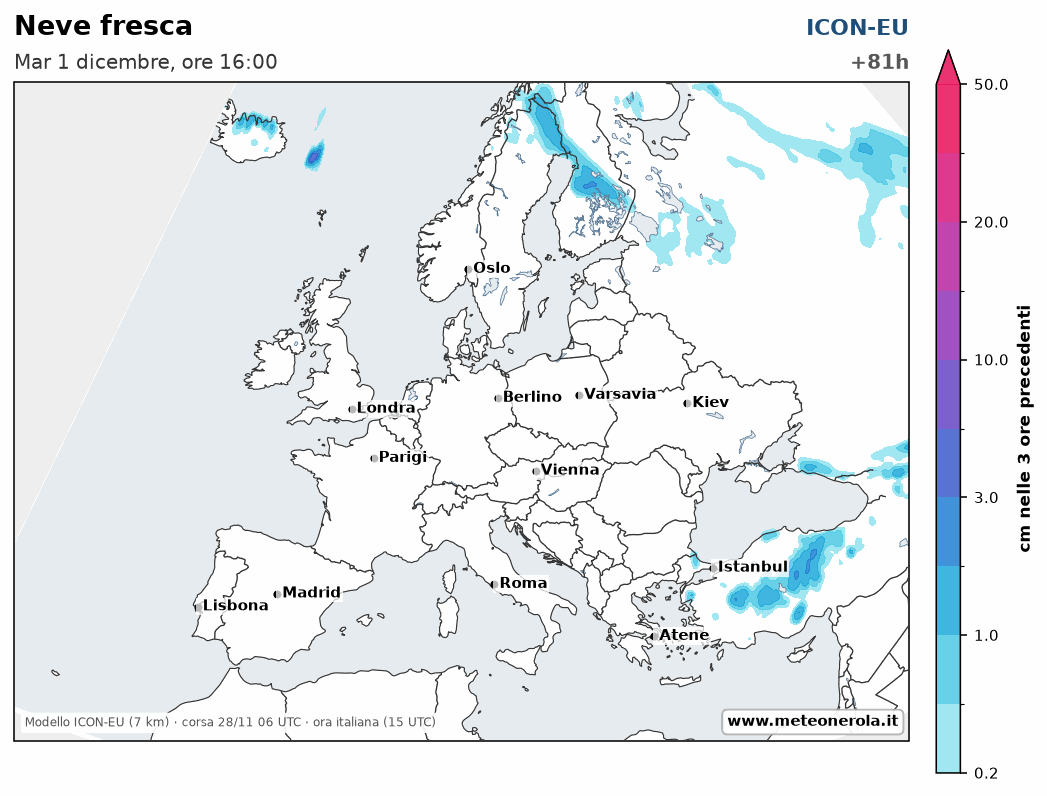 Neve fresca
ICON-EU
Mar 1 dicembre, ore 16:00
+81h
50.0
20.0
10.0
3.0
1.0
0.2
cm nelle 3 ore precedenti
Oslo
Londra
Berlino
Varsavia
Kiev
Parigi
Vienna
Istanbul
Roma
Madrid
Lisbona
Atene
Modello ICON-EU (7 km) · corsa 28/11 06 UTC · ora italiana (15 UTC)
www.meteonerola.it